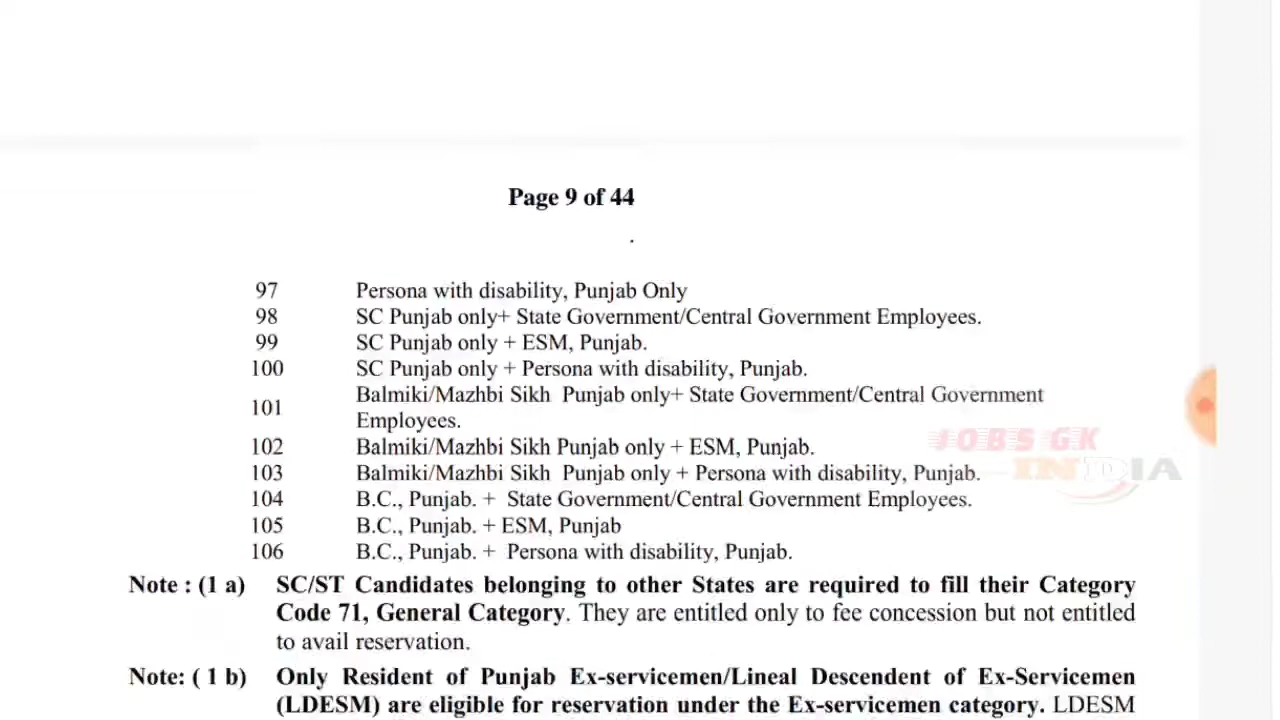 Page 9 of 44
97 Persona with disability, Punjab Only
98 SC Punjab only+ State Government/Central Government Employees.
99 SC Punjab only + ESM, Punjab.
100 SC Punjab only + Persona with disability, Punjab.
101 Balmiki/Mazhbi Sikh Punjab only+ State Government/Central Government
Employees.
102 Balmiki/Mazhbi Sikh Punjab only + ESM, Punjab.
103 Balmiki/Mazhbi Sikh Punjab only + Persona with disability, Punjab.
104 B.C., Punjab. + State Government/Central Government Employees.
105 B.C., Punjab. + ESM, Punjab
106 B.C., Punjab. + Persona with disability, Punjab.
JOBS GK
INDIA
Note : (1 a) SC/ST Candidates belonging to other States are required to fill their Category
Code 71, General Category. They are entitled only to fee concession but not entitled
to avail reservation.
Note: ( 1 b) Only Resident of Punjab Ex-servicemen/Lineal Descendent of Ex-Servicemen
(LDESM) are eligible for reservation under the Ex-servicemen category. LDESM